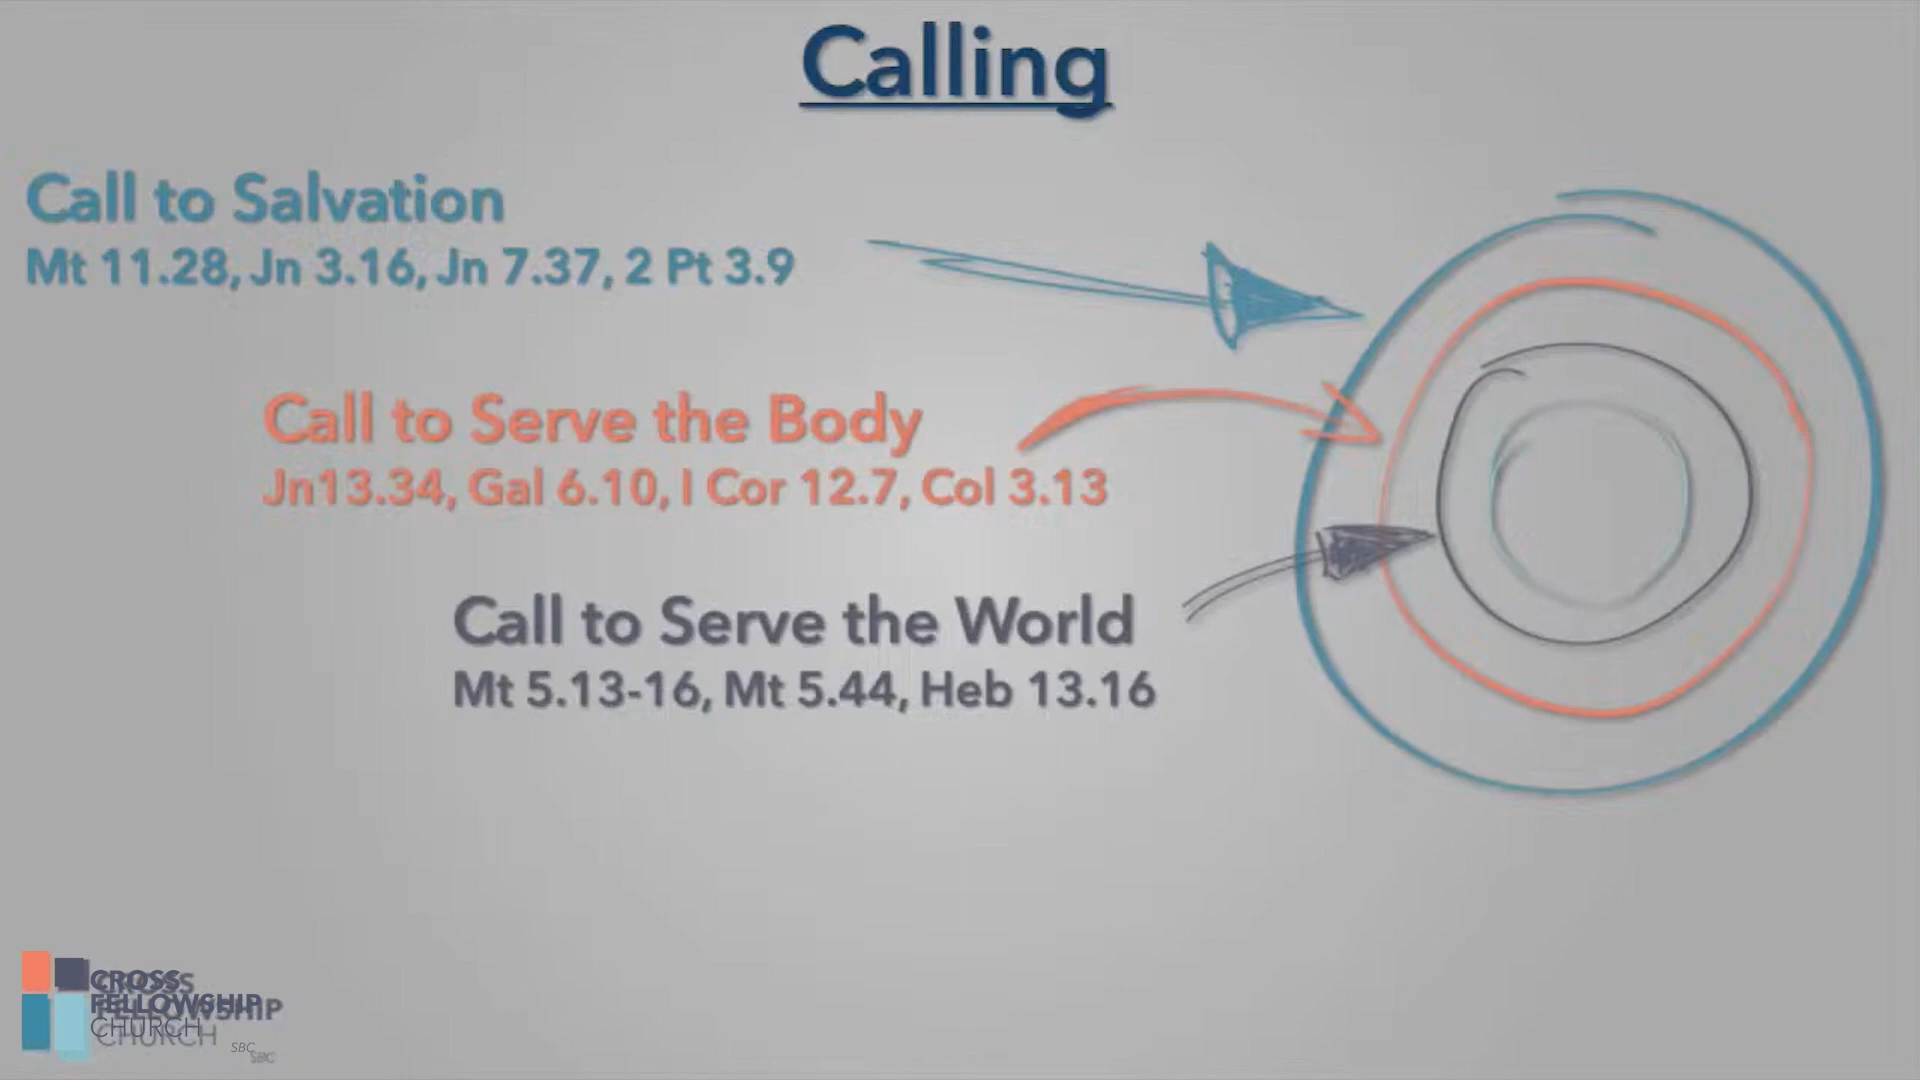 Calling
Call to Salvation
Mt 11.28, Jn 3.16, Jn 7.37, 2 Pt 3.9
Call to Serve the Body
Jn13.34, Gal 6.10, I Cor 12.7, Col 3.13
Call to Serve the World
Mt 5.13-16, Mt 5.44, Heb 13.16
CROSS
FELLOWSHIP
CHURCH
SBC